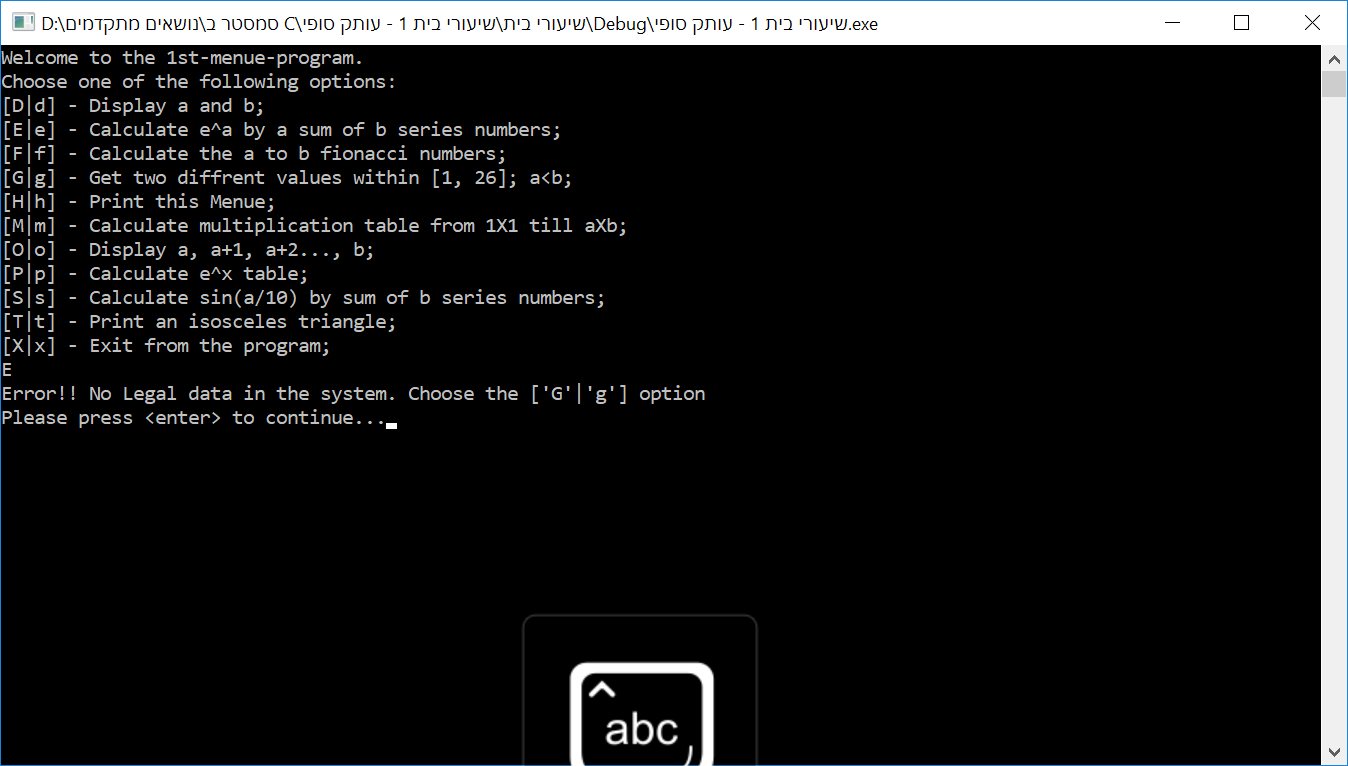 D:\סמסטר ב\נושאים מתקדמים C\שיעורי בית\שיעורי בית 1 - עותק סופי\Debug\שיעורי בית 1 - עותק סופי.exe
Welcome to the 1st-menue-program.
Choose one of the following options:
[D|d] - Display a and b;
[E|e] - Calculate e^a by a sum of b series numbers;
[F|f] - Calculate the a to b fionacci numbers;
[G|g] - Get two diffrent values within [1, 26]; a<b;
[H|h] - Print this Menue;
[M|m] - Calculate multiplication table from 1X1 till aXb;
[O|o] - Display a, a+1, a+2..., b;
[P|p] - Calculate e^x table;
[S|s] - Calculate sin(a/10) by sum of b series numbers;
[T|t] - Print an isosceles triangle;
[X|x] - Exit from the program;
E
Error!! No Legal data in the system. Choose the ['G'|'g'] option
Please press <enter> to continue...
abc